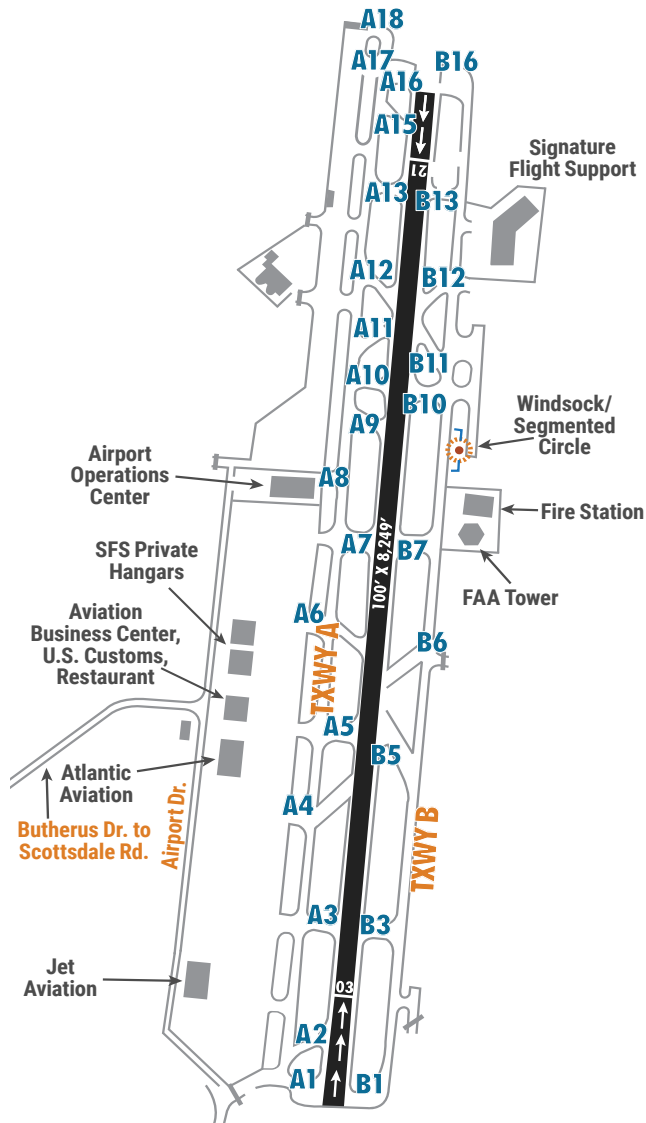 A18
A17
B16
A16
A15
Signature
Flight Support
21
A13
B13
A12
B12
A11
B11
A10
B10
Windsock/
Segmented
Circle
A9
Airport
Operations
Center
A8
Fire Station
100' X 8,249'
A7
B7
SFS Private
Hangars
FAA Tower
Aviation
Business Center,
U.S. Customs,
Restaurant
A6
TXWY A
B6
A5
B5
Atlantic
Aviation
A4
Butherus Dr. to
Scottsdale Rd.
Airport Dr.
TXWY B
A3
B3
Jet
Aviation
03
A2
A1
B1